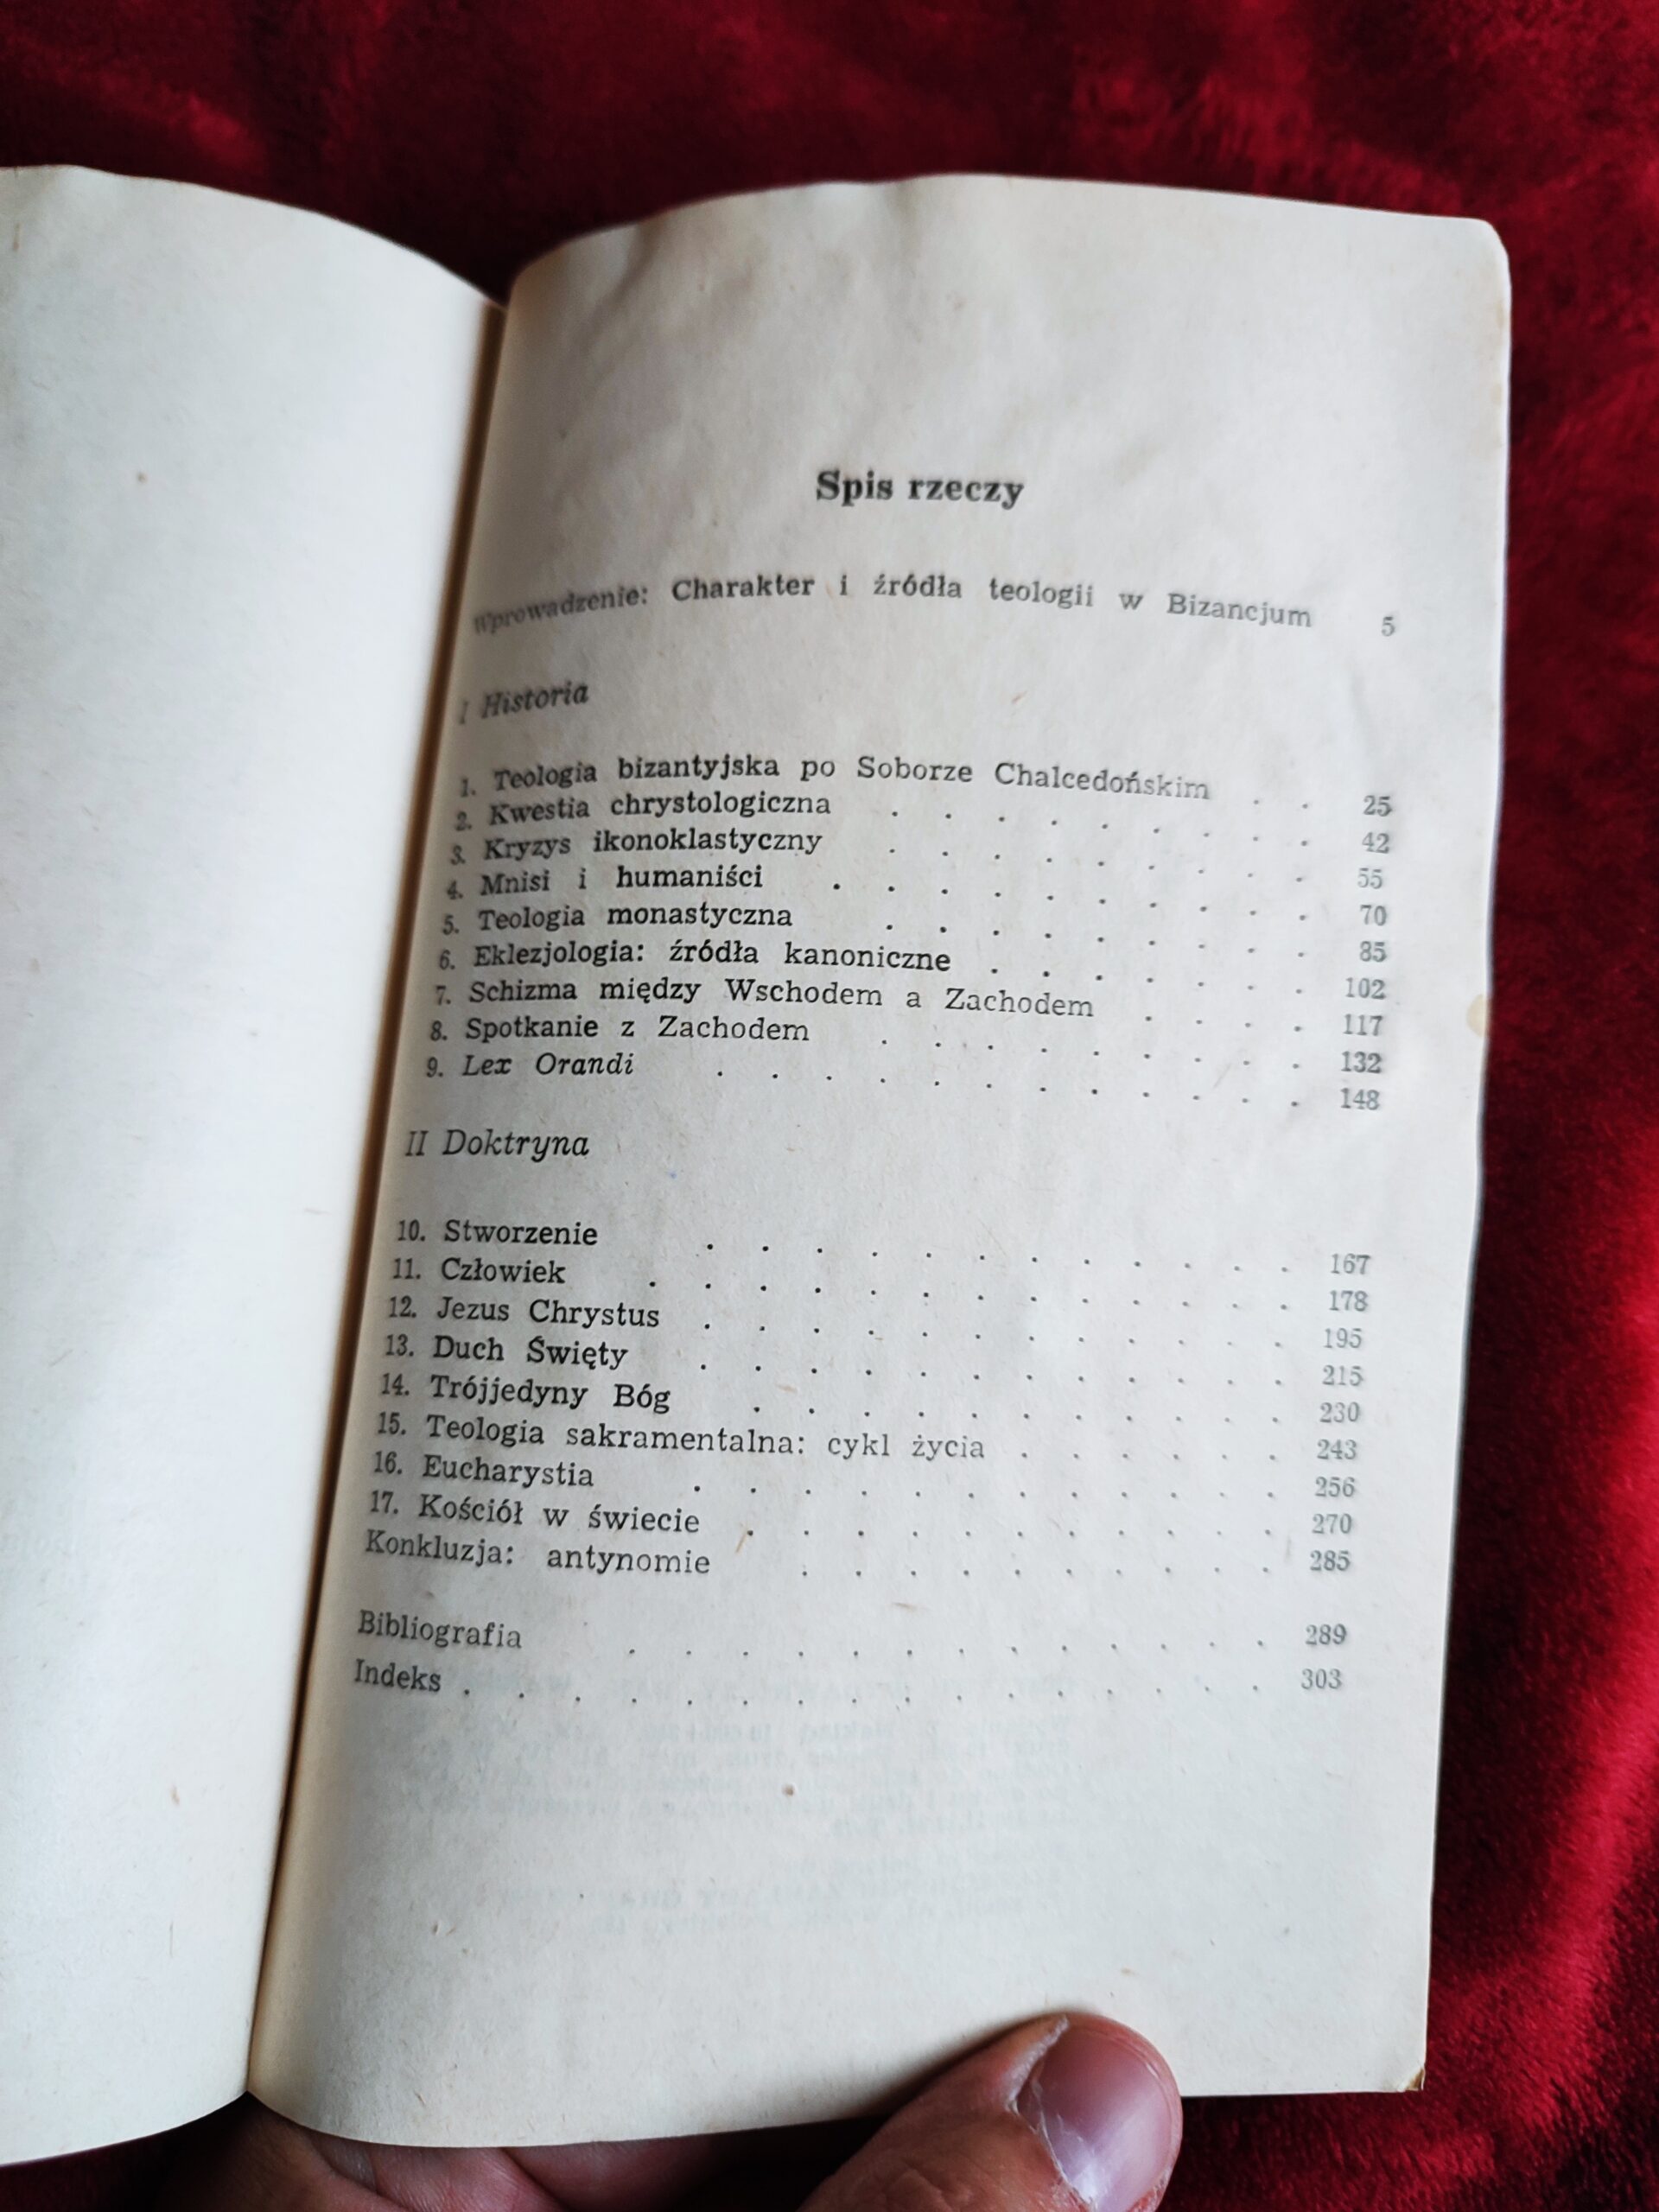 Spis rzeczy
Wprowadzenie: Charakter i źródła teologii w Bizancjum 5
I Historia
1. Teologia bizantyjska po Soborze Chalcedońskim . . 25
2. Kwestia chrystologiczna . . . . . . . . . 42
3. Kryzys ikonoklastyczny . . . . . . . . . 55
4. Mnisi i humaniści . . . . . . . . . . 70
5. Teologia monastyczna . . . . . . . . . 85
6. Eklezjologia: źródła kanoniczne . . . . . . . 102
7. Schizma między Wschodem a Zachodem . . . . 117
8. Spotkanie z Zachodem . . . . . . . . . 132
9. Lex Orandi . . . . . . . . . . . . 148
II Doktryna
10. Stworzenie . . . . . . . . . . . . 167
11. Człowiek . . . . . . . . . . . . . 178
12. Jezus Chrystus . . . . . . . . . . . . 195
13. Duch Święty . . . . . . . . . . . . 215
14. Trójjedyny Bóg . . . . . . . . . . . 230
15. Teologia sakramentalna: cykl życia . . . . . . 243
16. Eucharystia . . . . . . . . . . . . 256
17. Kościół w świecie . . . . . . . . . . . 270
Konkluzja: antynomie . . . . . . . . . . 285
Bibliografia . . . . . . . . . . . . . 289
Indeks . . . . . . . . . . . . . . . . 303